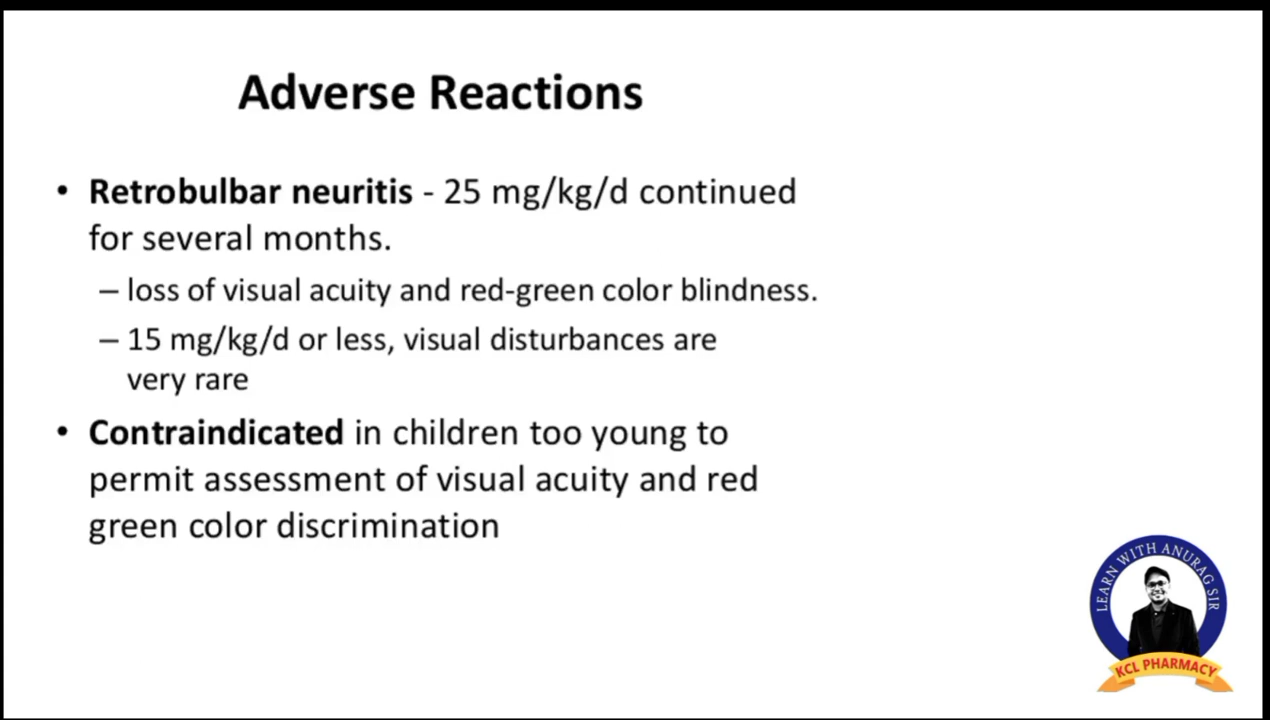 Adverse Reactions
• Retrobulbar neuritis - 25 mg/kg/d continued
for several months.
– loss of visual acuity and red-green color blindness.
– 15 mg/kg/d or less, visual disturbances are
very rare
• Contraindicated in children too young to
permit assessment of visual acuity and red
green color discrimination
LEARN WITH ANURAG SIR
KCL PHARMACY